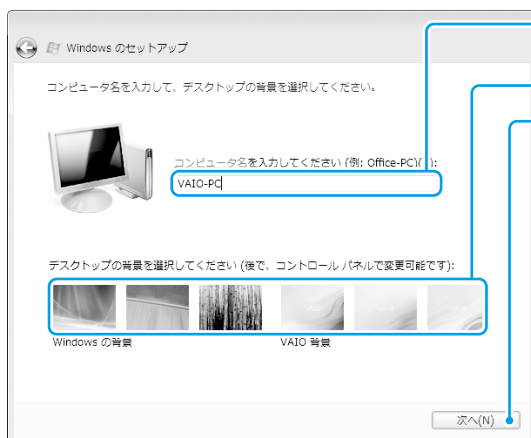 Windows のセットアップ
コンピュータ名を入力して、デスクトップの背景を選択してください。
コンピュータ名を入力してください (例: Office-PC)( ):
VAIO-PC
デスクトップの背景を選択してください (後で、コントロール パネルで変更可能です):
Windows の背景
VAIO 背景
次へ(N)